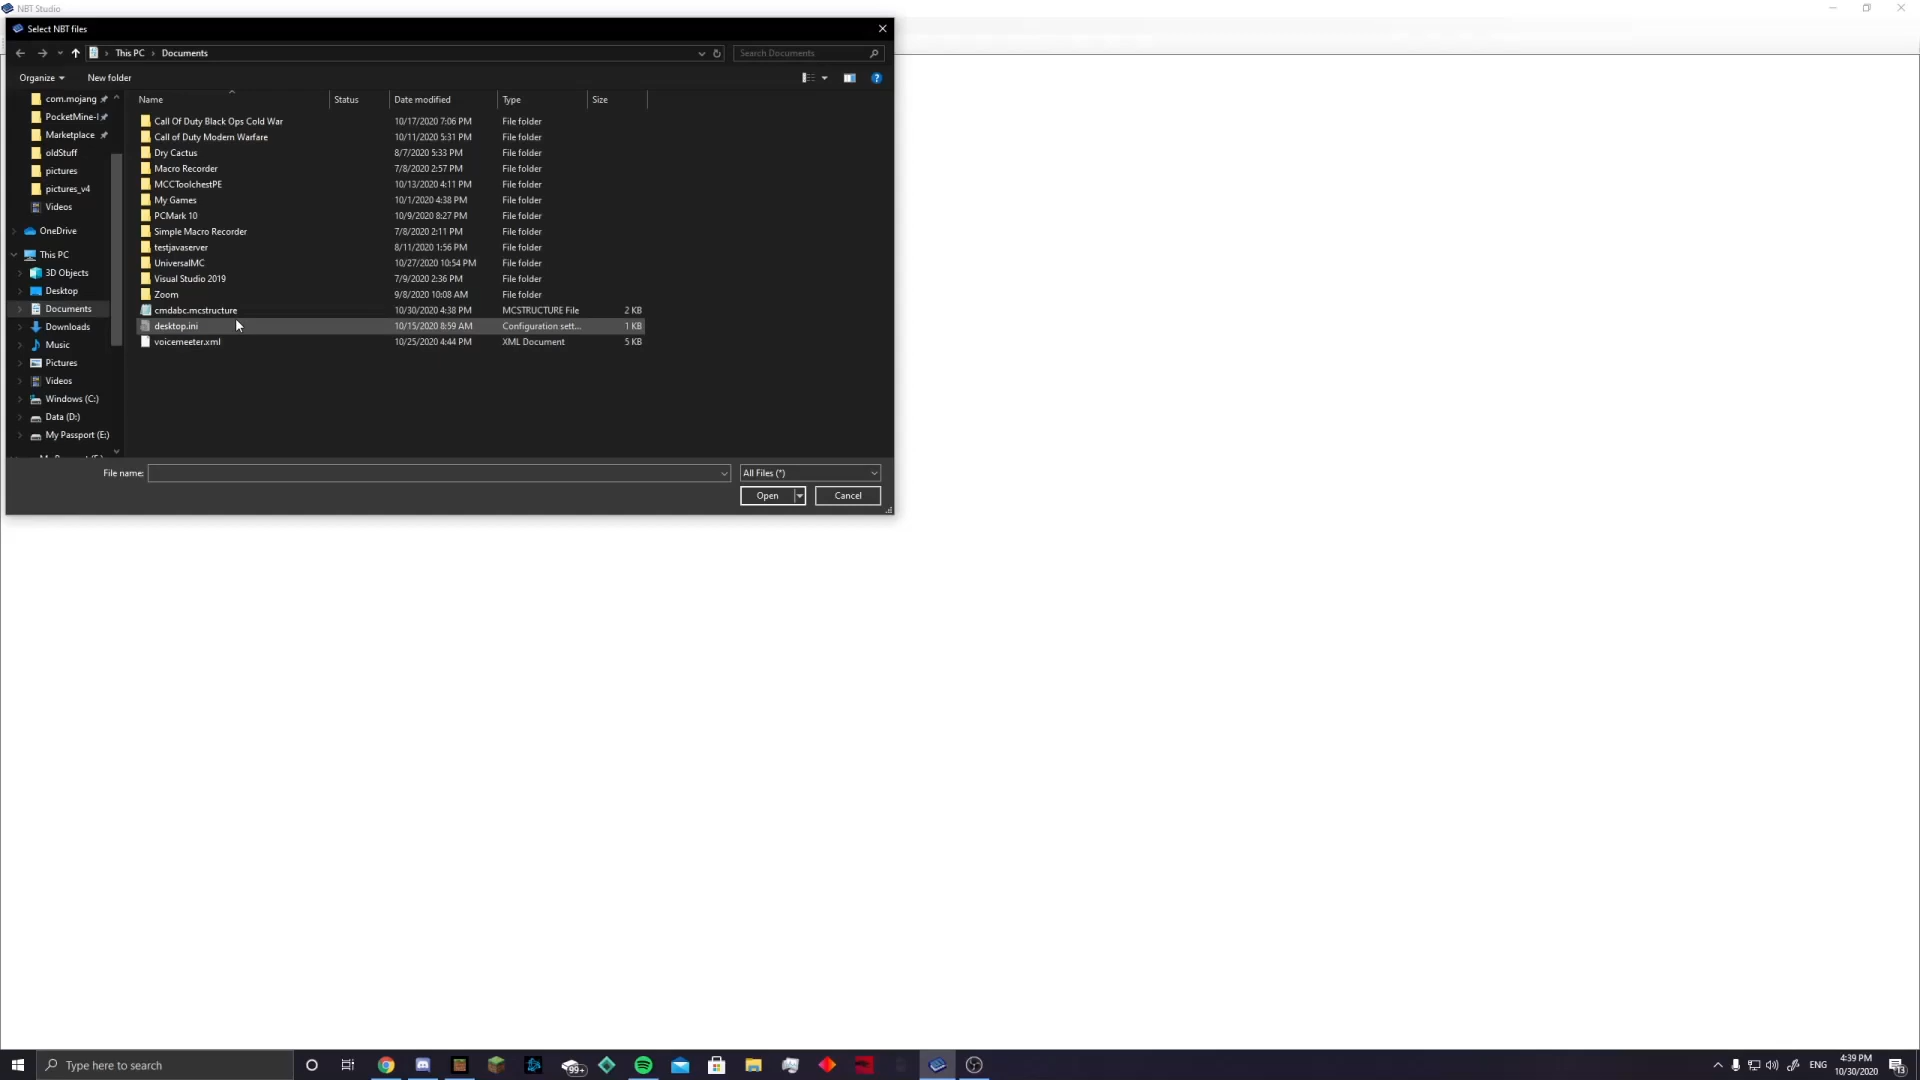 NBT Studio
Select NBT files
This PC > Documents
Search Documents
Organize
New folder
Name Status Date modified Type Size
com.mojang
PocketMine-I
Marketplace
oldStuff
pictures
pictures_v4
Videos
OneDrive
This PC
3D Objects
Desktop
Documents
Downloads
Music
Pictures
Videos
Windows (C:)
Data (D:)
My Passport (E:)
Call Of Duty Black Ops Cold War 10/17/2020 7:06 PM File folder
Call of Duty Modern Warfare 10/11/2020 5:31 PM File folder
Dry Cactus 8/7/2020 5:33 PM File folder
Macro Recorder 7/8/2020 2:57 PM File folder
MCCToolchestPE 10/13/2020 4:11 PM File folder
My Games 10/1/2020 4:38 PM File folder
PCMark 10 10/9/2020 8:27 PM File folder
Simple Macro Recorder 7/8/2020 2:11 PM File folder
testjavaserver 8/11/2020 1:56 PM File folder
UniversalMC 10/27/2020 10:54 PM File folder
Visual Studio 2019 7/9/2020 2:36 PM File folder
Zoom 9/8/2020 10:08 AM File folder
cmdabc.mcstructure 10/30/2020 4:38 PM MCSTRUCTURE File 2 KB
desktop.ini 10/15/2020 8:59 AM Configuration sett... 1 KB
voicemeeter.xml 10/25/2020 4:44 PM XML Document 5 KB
File name:
All Files (*)
Open
Cancel
Type here to search
99+
ENG
4:39 PM
10/30/2020
13